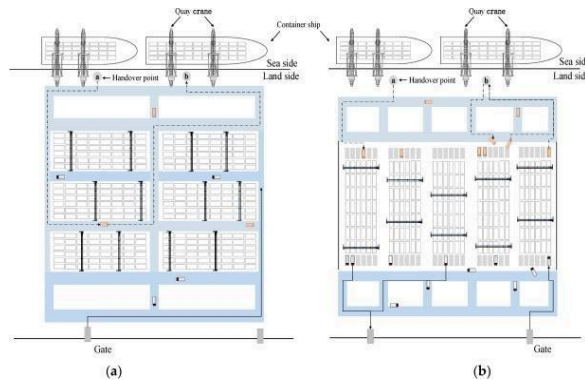 Quay crane
Quay crane
Container ship
Sea side
Sea side
a
Handover point
b
Land side
a
Handover point
b
Land side
Gate
Gate
(a)
(b)